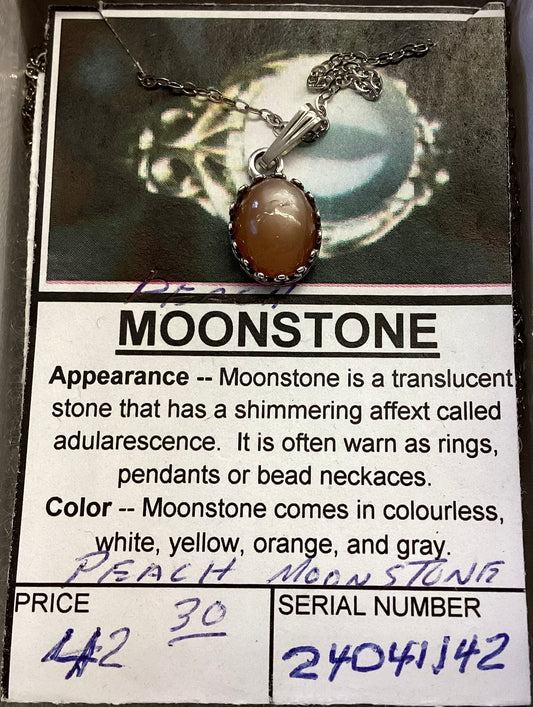 PEACH
MOONSTONE
Appearance -- Moonstone is a translucent
stone that has a shimmering affext called
adularescence. It is often warn as rings,
pendants or bead neckaces.
Color -- Moonstone comes in colourless,
white, yellow, orange, and gray.
PEACH MOONSTONE
PRICE
30
42
SERIAL NUMBER
24041142